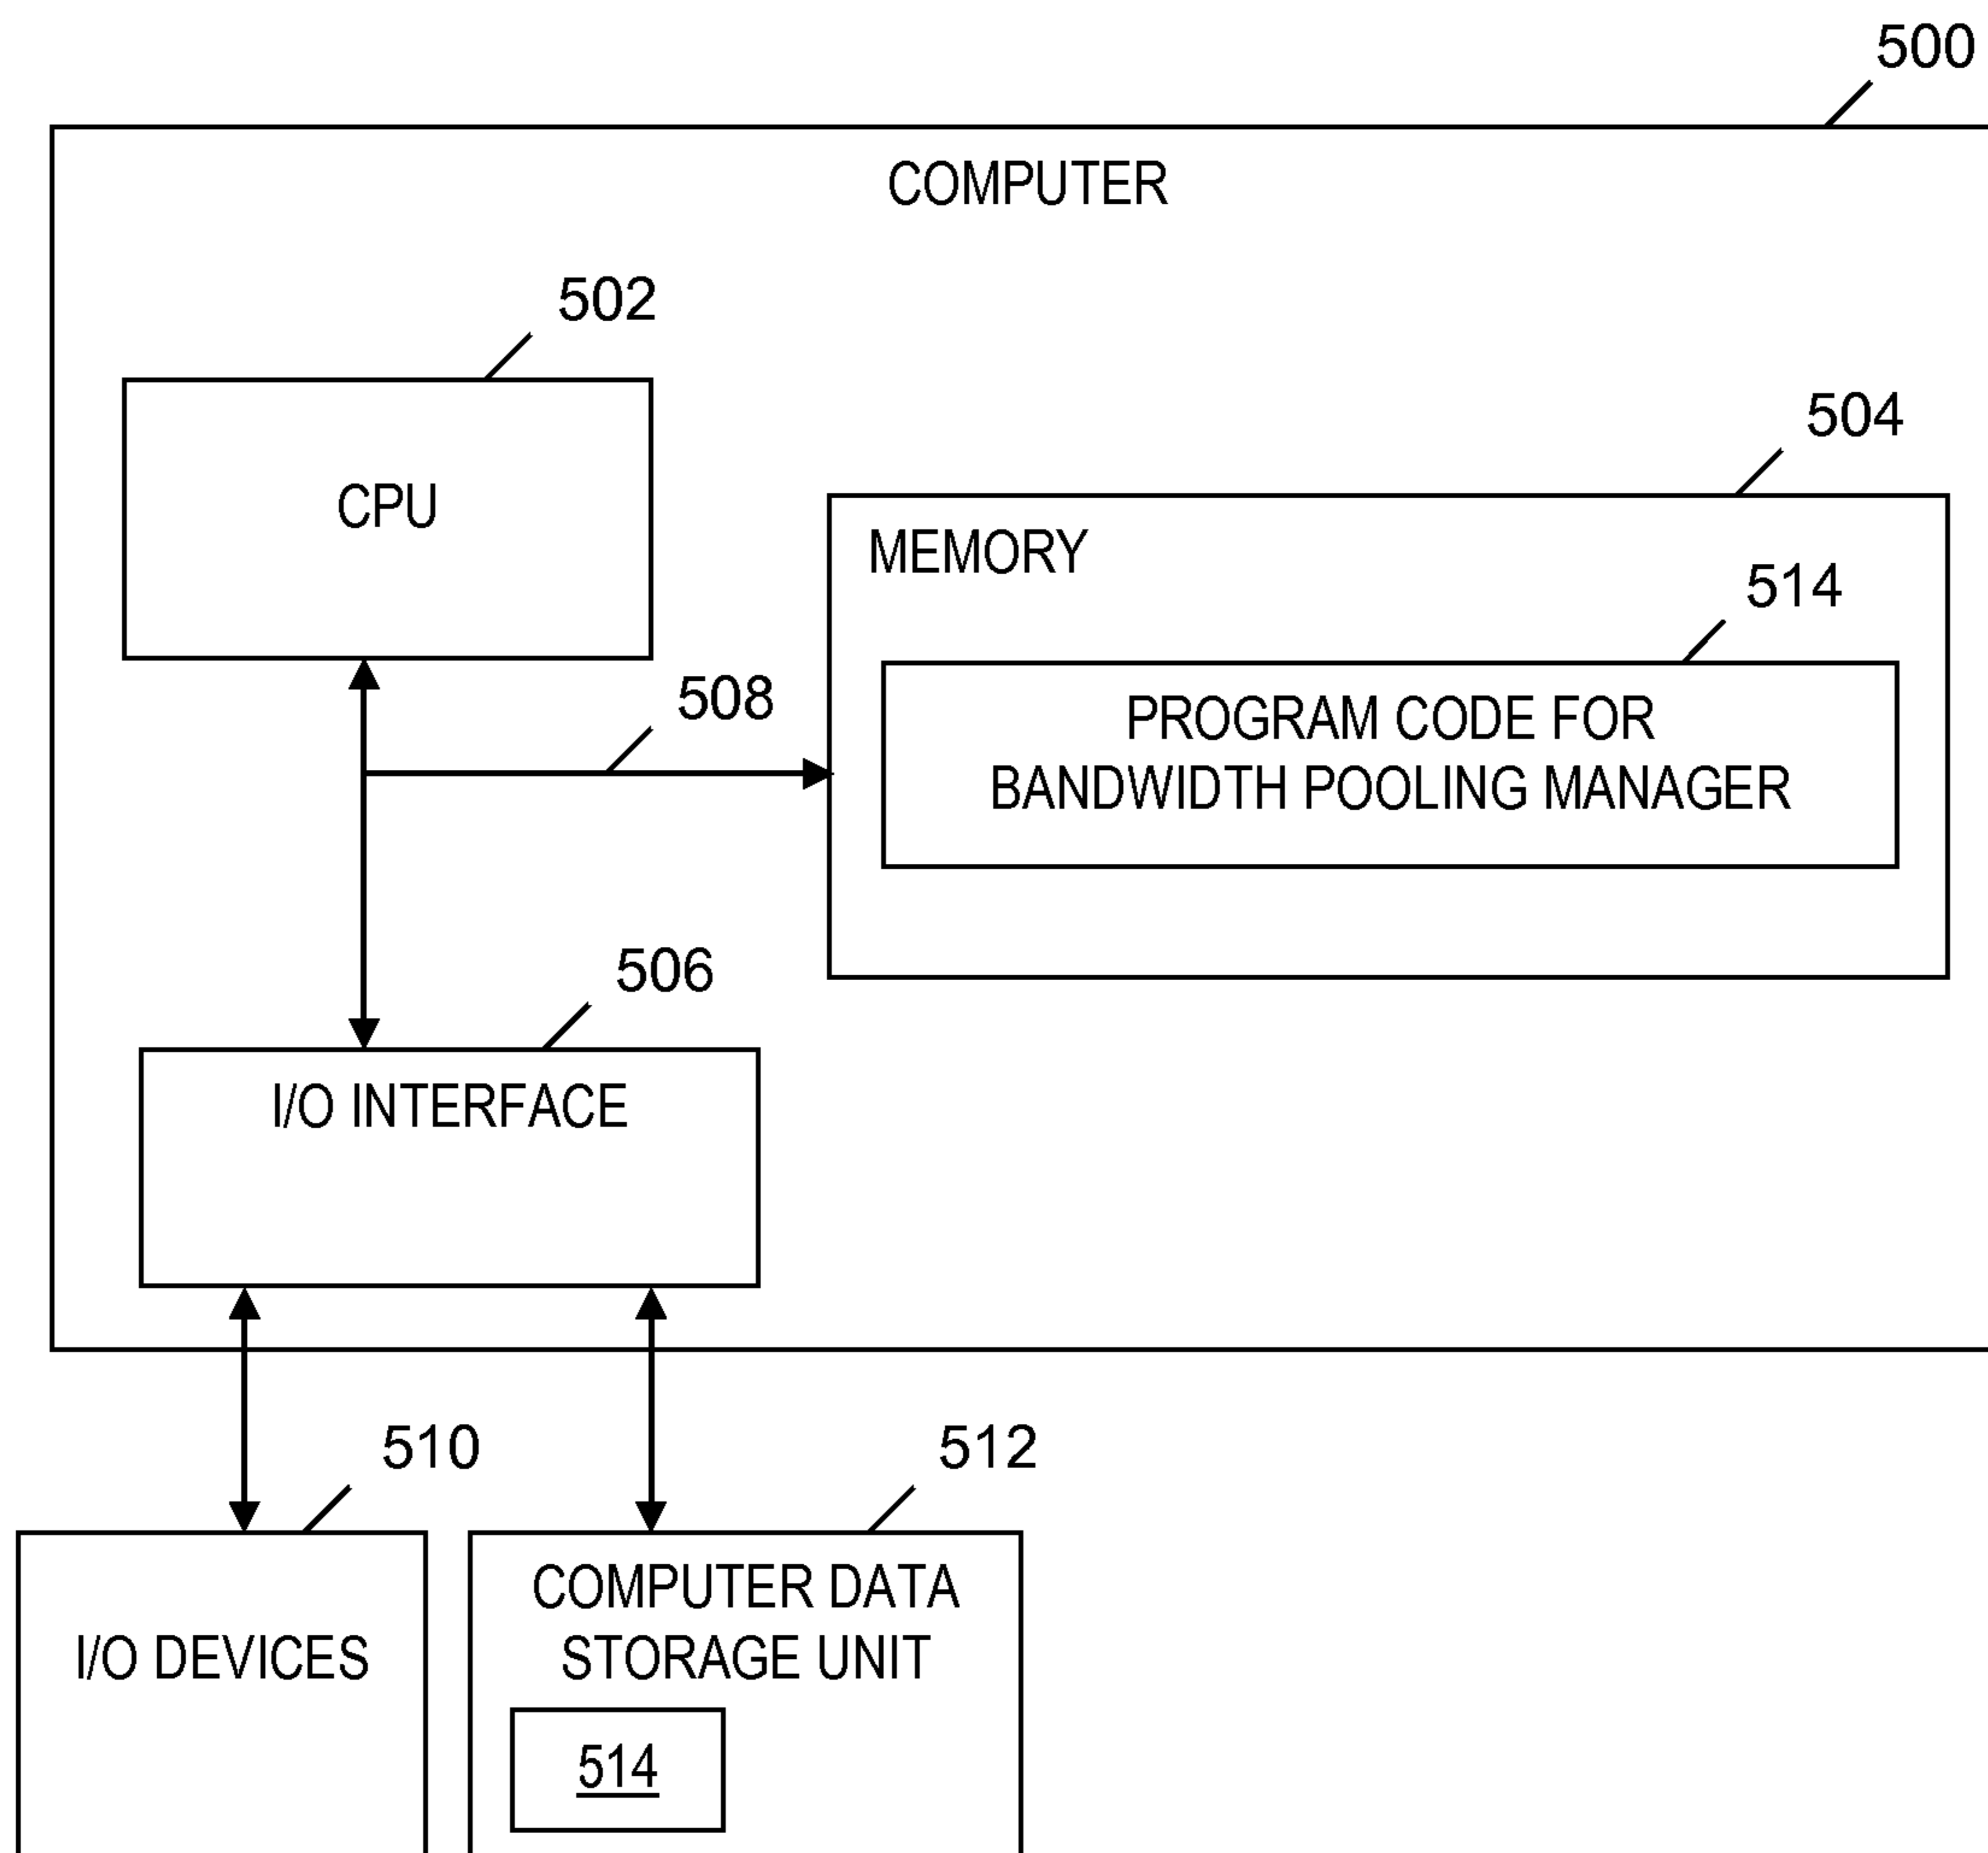 500
COMPUTER
502
CPU
504
MEMORY
514
PROGRAM CODE FOR
BANDWIDTH POOLING MANAGER
508
506
I/O INTERFACE
510
I/O DEVICES
512
COMPUTER DATA
STORAGE UNIT
514